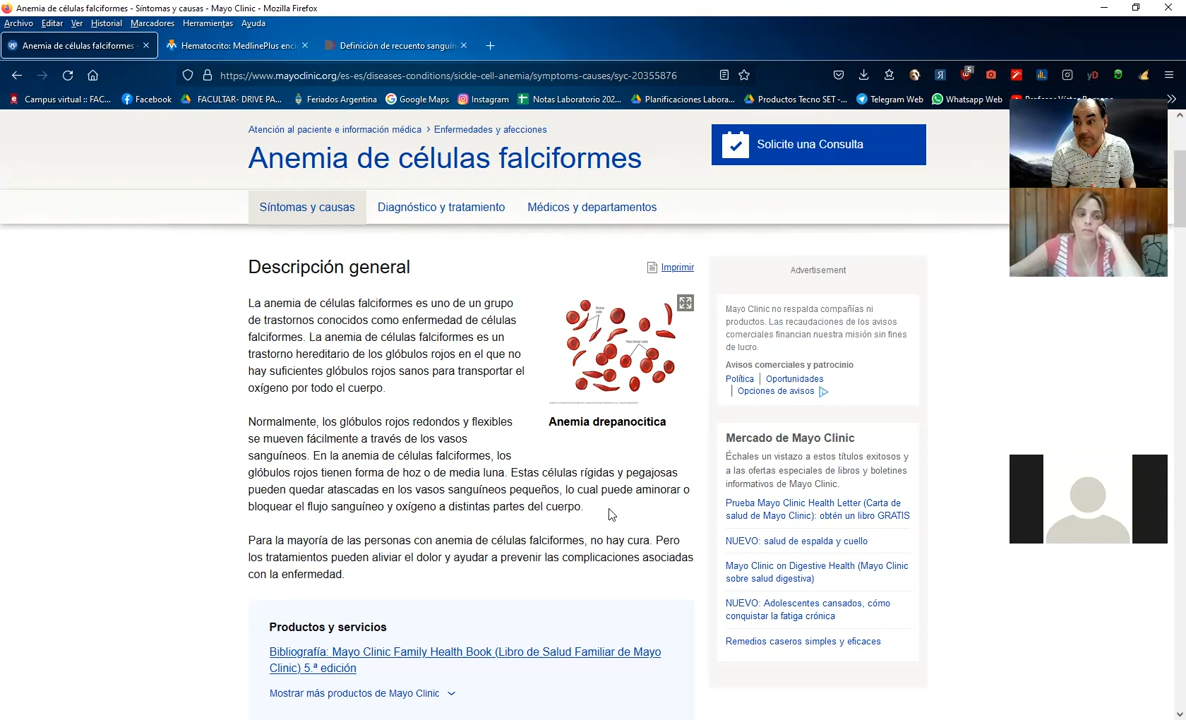 Anemia de células falciformes - Síntomas y causas - Mayo Clinic - Mozilla Firefox
Archivo Editar Ver Historial Marcadores Herramientas Ayuda
Anemia de células falciformes -
Hematocrito: MedlinePlus enci
Definición de recuento sanguín
https://www.mayoclinic.org/es-es/diseases-conditions/sickle-cell-anemia/symptoms-causes/syc-20355876
Campus virtual :: FAC... Facebook FACULTAR- DRIVE PA... Feriados Argentina Google Maps Instagram Notas Laboratorio 202... Planificaciones Labora... Productos Tecno SET -... Telegram Web Whatsapp Web
Atención al paciente e información médica › Enfermedades y afecciones
Anemia de células falciformes
Solicite una Consulta
Síntomas y causas Diagnóstico y tratamiento Médicos y departamentos
Descripción general
Imprimir
La anemia de células falciformes es uno de un grupo
de trastornos conocidos como enfermedad de células
falciformes. La anemia de células falciformes es un
trastorno hereditario de los glóbulos rojos en el que no
hay suficientes glóbulos rojos sanos para transportar el
oxígeno por todo el cuerpo.
Anemia drepanocítica
Normalmente, los glóbulos rojos redondos y flexibles
se mueven fácilmente a través de los vasos
sanguíneos. En la anemia de células falciformes, los
glóbulos rojos tienen forma de hoz o de media luna. Estas células rígidas y pegajosas
pueden quedar atascadas en los vasos sanguíneos pequeños, lo cual puede aminorar o
bloquear el flujo sanguíneo y oxígeno a distintas partes del cuerpo.
Para la mayoría de las personas con anemia de células falciformes, no hay cura. Pero
los tratamientos pueden aliviar el dolor y ayudar a prevenir las complicaciones asociadas
con la enfermedad.
Productos y servicios
Bibliografía: Mayo Clinic Family Health Book (Libro de Salud Familiar de Mayo
Clinic) 5.ª edición
Mostrar más productos de Mayo Clinic
Advertisement
Mayo Clinic no respalda compañías ni
productos. Las recaudaciones de los avisos
comerciales financian nuestra misión sin fines
de lucro.
Avisos comerciales y patrocinio
Política | Oportunidades
| Opciones de avisos
Mercado de Mayo Clinic
Échales un vistazo a estos títulos exitosos y
a las ofertas especiales de libros y boletines
informativos de Mayo Clinic.
Prueba Mayo Clinic Health Letter (Carta de
salud de Mayo Clinic): obtén un libro GRATIS
NUEVO: salud de espalda y cuello
Mayo Clinic on Digestive Health (Mayo Clinic
sobre salud digestiva)
NUEVO: Adolescentes cansados, cómo
conquistar la fatiga crónica
Remedios caseros simples y eficaces